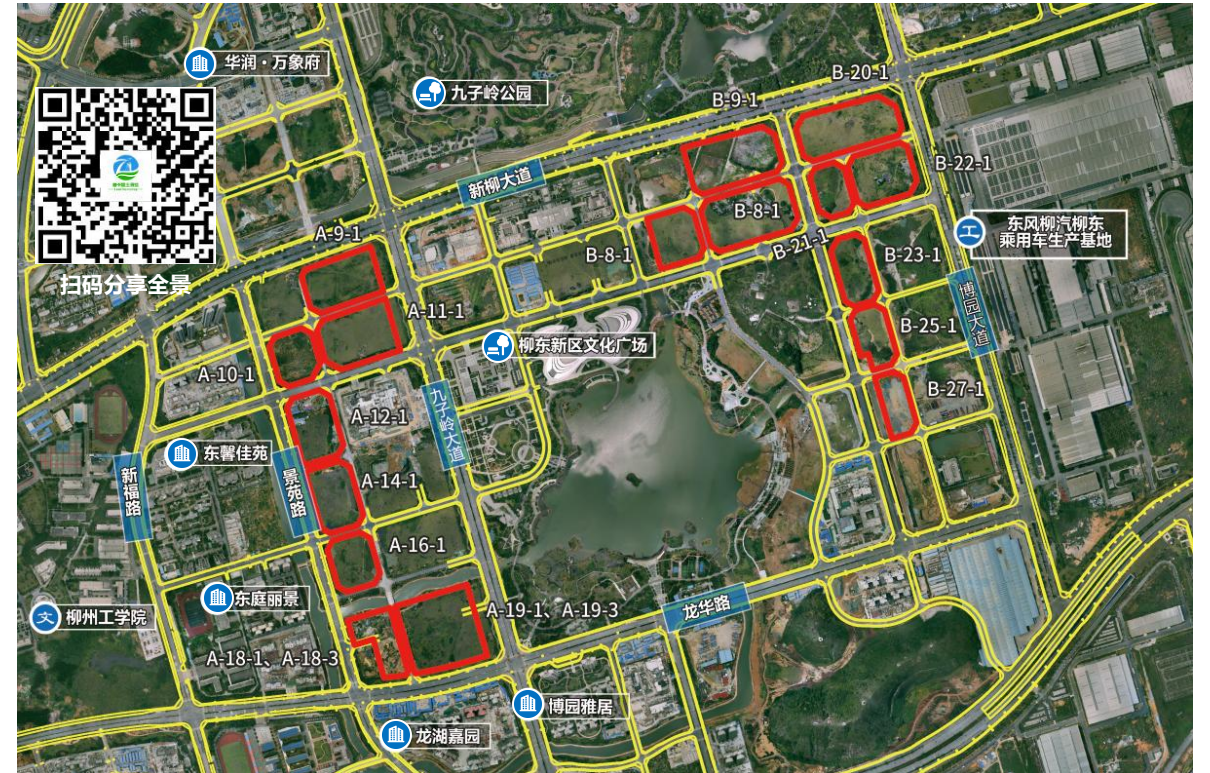 华润·万象府
B-20-1
九子岭公园
B-9-1
新柳大道
B-22-1
A-9-1
B-8-1
东风柳汽柳东
乘用车生产基地
B-21-1
B-8-1
B-23-1
扫码分享全景
博园大道
A-11-1
B-25-1
柳东新区文化广场
A-10-1
B-27-1
九子岭大道
A-12-1
东馨佳苑
新福路
景苑路
A-14-1
A-16-1
东庭丽景
柳州工学院
A-19-1、A-19-3
龙华路
A-18-1、A-18-3
博园雅居
龙湖嘉园